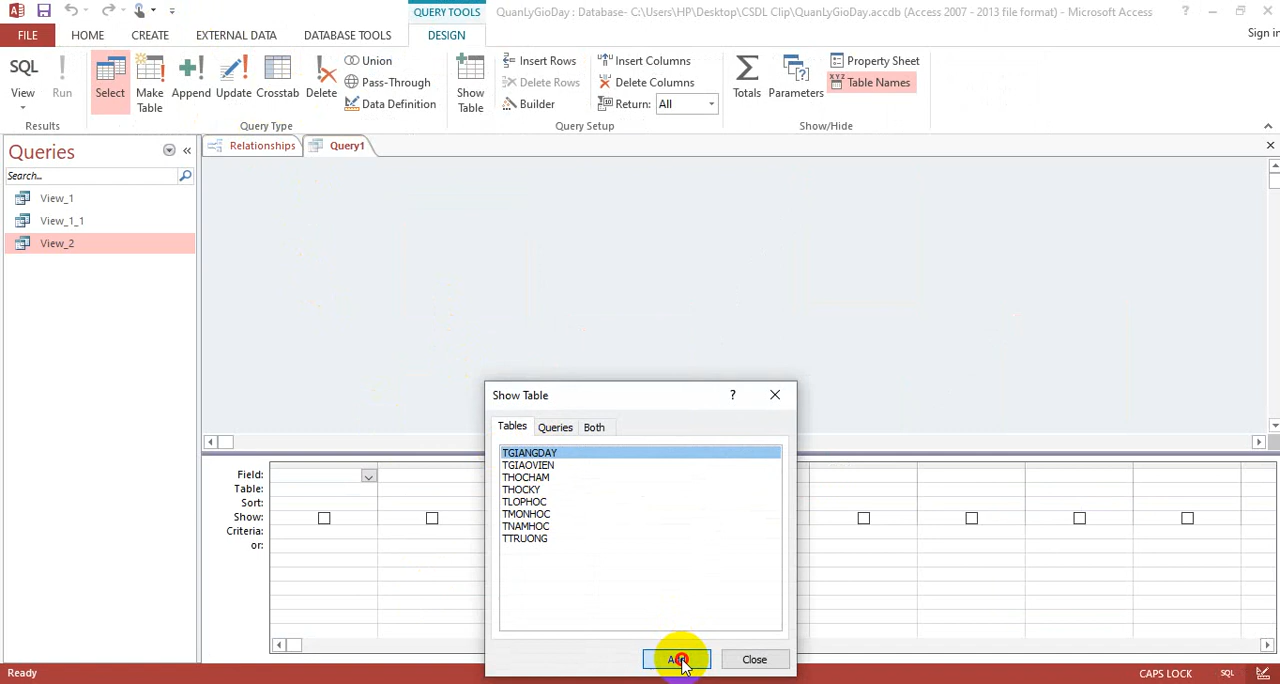 QUERY TOOLS
QuanLyGioDay : Database- C:\Users\HP\Desktop\CSDL Clip\QuanLyGioDay.accdb (Access 2007 - 2013 file format) - Microsoft Access
?
FILE
HOME
CREATE
EXTERNAL DATA
DATABASE TOOLS
DESIGN
Sign in
SQL
View
Run
Select
Make
Table
Append
Update
Crosstab
Delete
Union
Pass-Through
Data Definition
Show
Table
Insert Rows
Delete Rows
Builder
Insert Columns
Delete Columns
Return: All
Totals
Parameters
Property Sheet
XYZ
Table Names
Results
Query Type
Query Setup
Show/Hide
Queries
Relationships
Query1
Search...
View_1
View_1_1
View_2
Show Table
?
Tables
Queries
Both
TGIANGDAY
TGIAOVIEN
THOCHAM
THOCKY
TLOPHOC
TMONHOC
TNAMHOC
TTRUONG
Close
Field:
Table:
Sort:
Show:
Criteria:
or:
Ready
CAPS LOCK
SQL